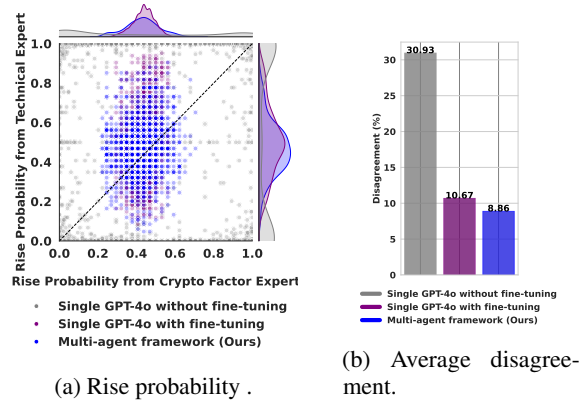 Rise Probability from Technical Expert
1.0
0.8
0.6
0.4
0.2
0.0
0.0 0.2 0.4 0.6 0.8 1.0
Rise Probability from Crypto Factor Expert
Single GPT-4o without fine-tuning
Single GPT-4o with fine-tuning
Multi-agent framework (Ours)
(a) Rise probability .
Disagreement (%)
30
25
20
15
10
5
0
30.93
10.67
8.86
Single GPT-4o without fine-tuning
Single GPT-4o with fine-tuning
Multi-agent framework (Ours)
(b) Average disagree-
ment.